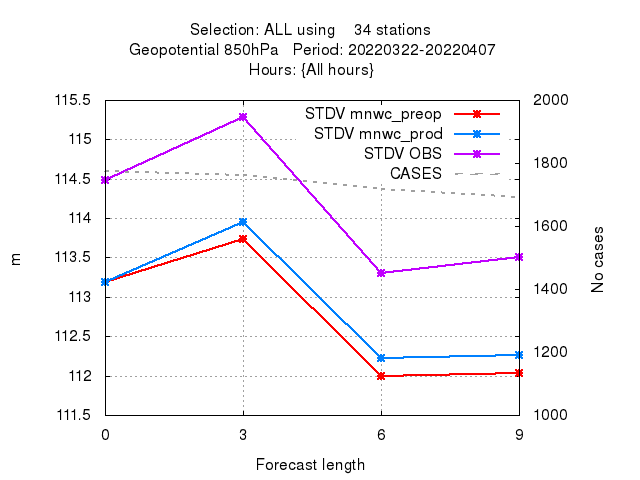 Selection: ALL using    34 stations
Geopotential 850hPa   Period: 20220322-20220407
Hours: {All hours}
115.5
115
114.5
114
113.5
113
112.5
112
111.5
m
STDV mnwc_preop
STDV mnwc_prod
STDV OBS
CASES
2000
1800
1600
1400
1200
1000
No cases
0 3 6 9
Forecast length